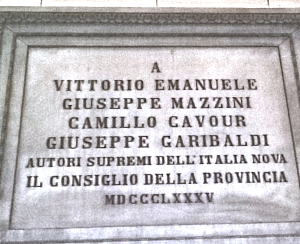 A
VITTORIO EMANUELE
GIUSEPPE MAZZINI
CAMILLO CAVOUR
GIUSEPPE GARIBALDI
AUTORI SUPREMI DELL'ITALIA NOVA
IL CONSIGLIO DELLA PROVINCIA
MDCCCLXXXV